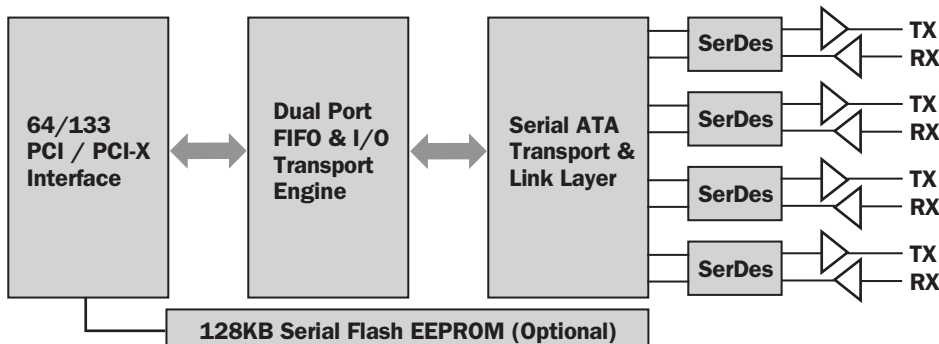 64/133
PCI / PCI-X
Interface
Dual Port
FIFO & I/O
Transport
Engine
Serial ATA
Transport &
Link Layer
SerDes
TX
RX
SerDes
TX
RX
SerDes
TX
RX
SerDes
TX
RX
128KB Serial Flash EEPROM (Optional)